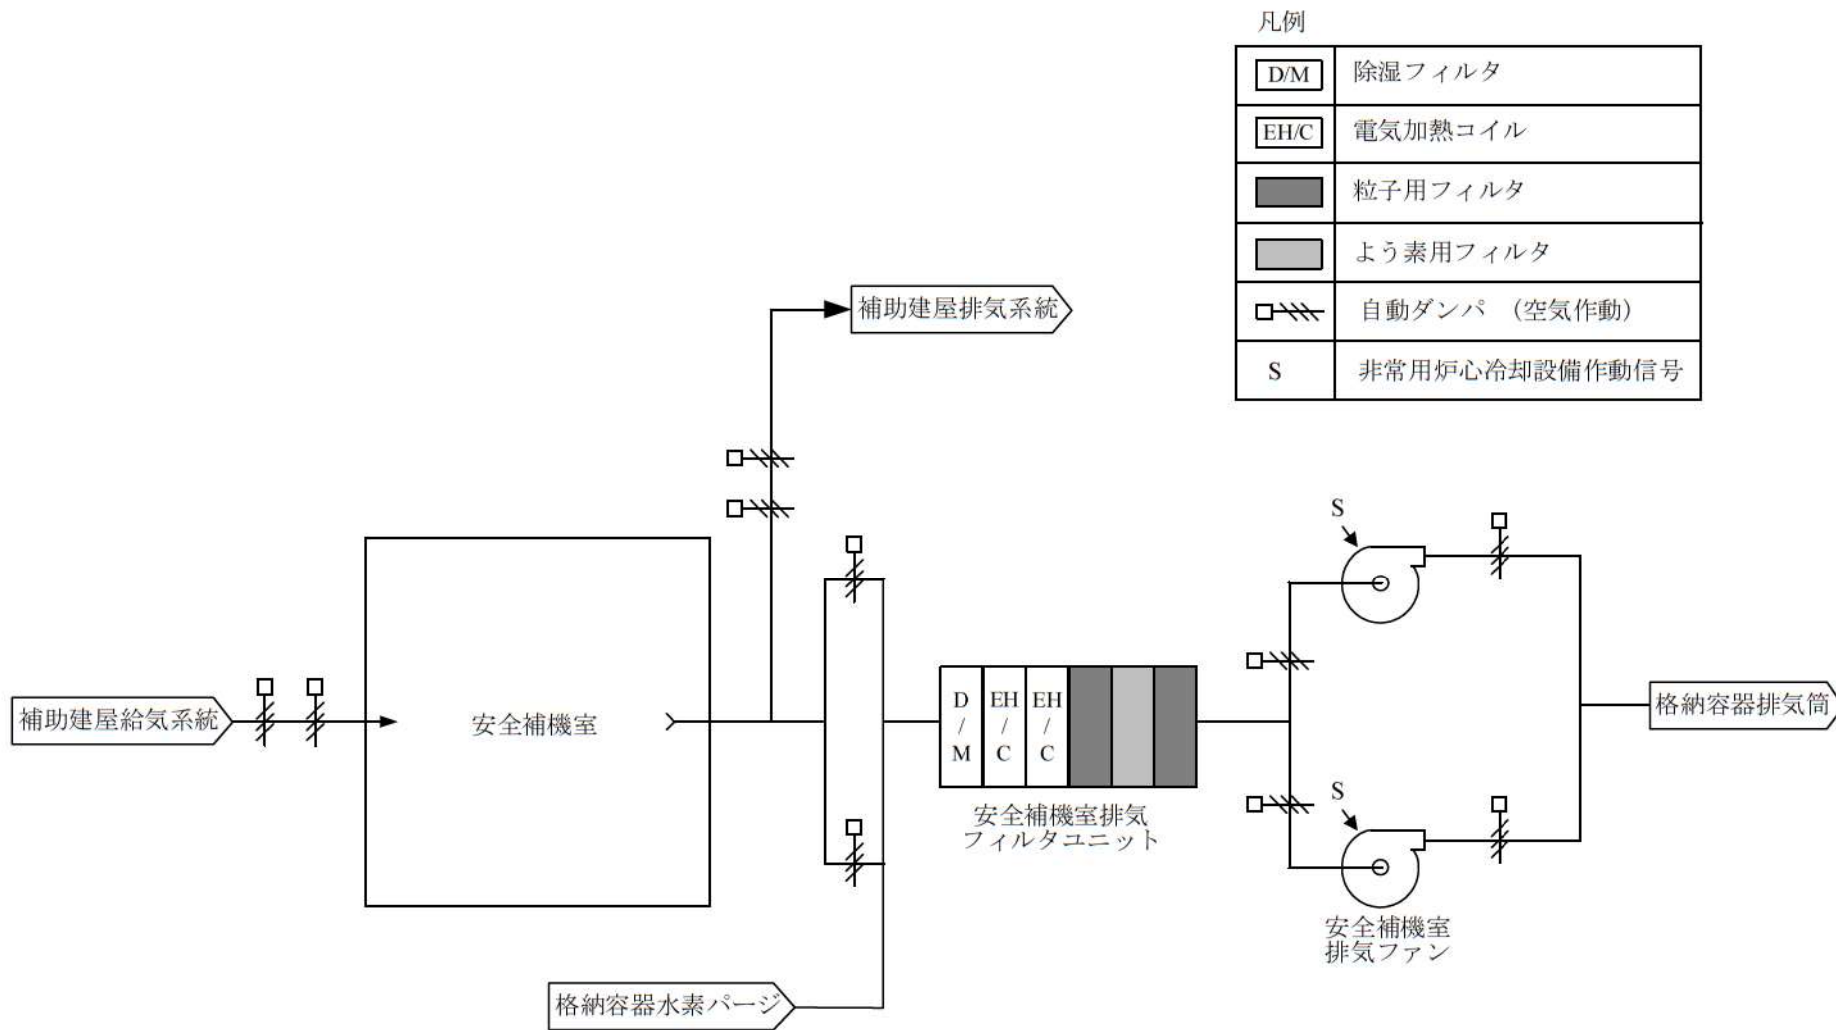 凡例
D/M 除湿フィルタ
EH/C 電気加熱コイル
粒子用フィルタ
よう素用フィルタ
自動ダンパ （空気作動）
S 非常用炉心冷却設備作動信号
補助建屋排気系統
補助建屋給気系統
安全補機室
D/M
EH/C
EH/C
安全補機室排気
フィルタユニット
S
S
安全補機室
排気ファン
格納容器排気筒
格納容器水素パージ